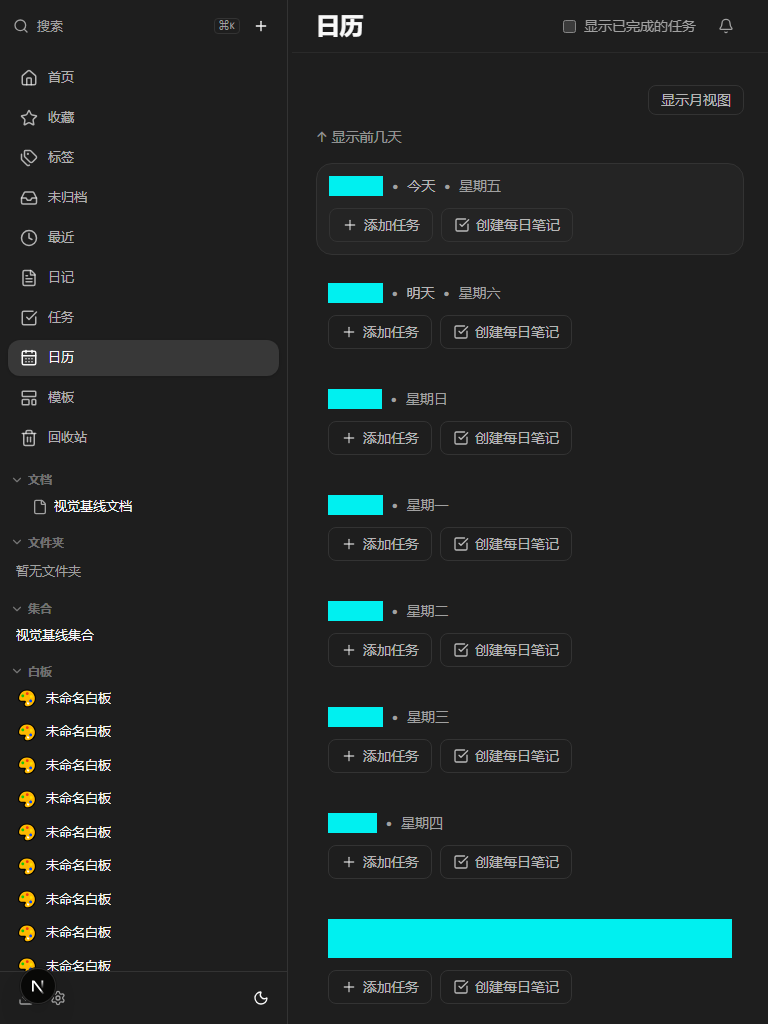 搜索 ⌘K
首页
收藏
标签
未归档
最近
日记
任务
日历
模板
回收站
文档
视觉基线文档
文件夹
暂无文件夹
集合
视觉基线集合
白板
未命名白板
未命名白板
未命名白板
未命名白板
未命名白板
未命名白板
未命名白板
未命名白板
未命名白板
N
日历
显示已完成的任务
显示月视图
显示前几天
• 今天 • 星期五
添加任务 创建每日笔记
• 明天 • 星期六
添加任务 创建每日笔记
• 星期日
添加任务 创建每日笔记
• 星期一
添加任务 创建每日笔记
• 星期二
添加任务 创建每日笔记
• 星期三
添加任务 创建每日笔记
• 星期四
添加任务 创建每日笔记
添加任务 创建每日笔记